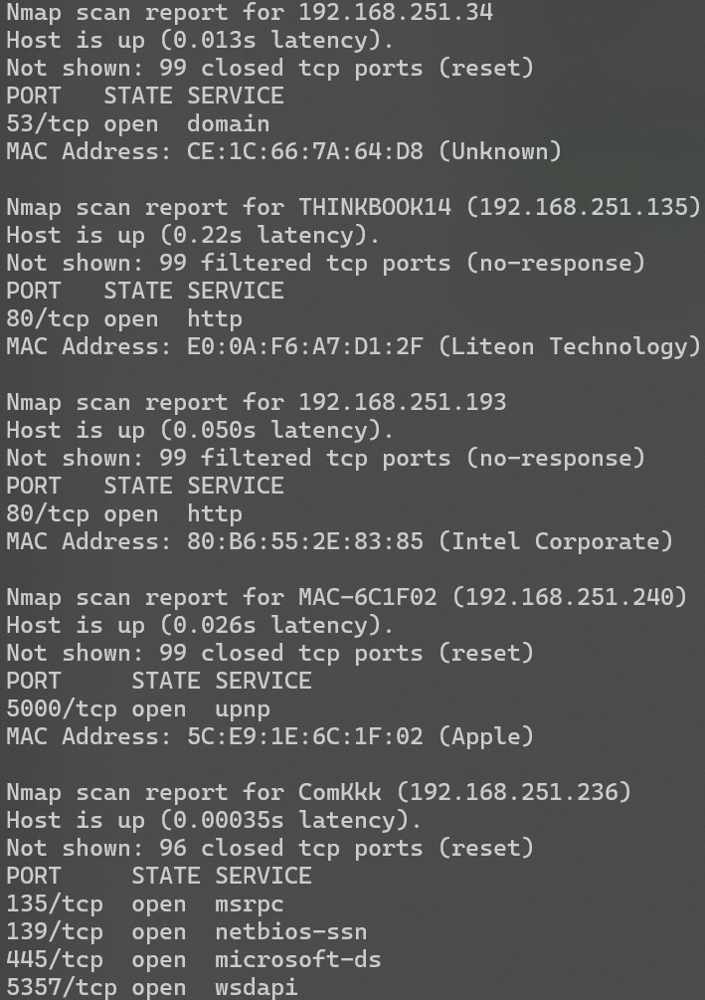 Nmap scan report for 192.168.251.34
Host is up (0.013s latency).
Not shown: 99 closed tcp ports (reset)
PORT   STATE SERVICE
53/tcp open  domain
MAC Address: CE:1C:66:7A:64:D8 (Unknown)

Nmap scan report for THINKBOOK14 (192.168.251.135)
Host is up (0.22s latency).
Not shown: 99 filtered tcp ports (no-response)
PORT   STATE SERVICE
80/tcp open  http
MAC Address: E0:0A:F6:A7:D1:2F (Liteon Technology)

Nmap scan report for 192.168.251.193
Host is up (0.050s latency).
Not shown: 99 filtered tcp ports (no-response)
PORT   STATE SERVICE
80/tcp open  http
MAC Address: 80:B6:55:2E:83:85 (Intel Corporate)

Nmap scan report for MAC-6C1F02 (192.168.251.240)
Host is up (0.026s latency).
Not shown: 99 closed tcp ports (reset)
PORT     STATE SERVICE
5000/tcp open  upnp
MAC Address: 5C:E9:1E:6C:1F:02 (Apple)

Nmap scan report for ComKkk (192.168.251.236)
Host is up (0.00035s latency).
Not shown: 96 closed tcp ports (reset)
PORT     STATE SERVICE
135/tcp  open  msrpc
139/tcp  open  netbios-ssn
445/tcp  open  microsoft-ds
5357/tcp open  wsdapi